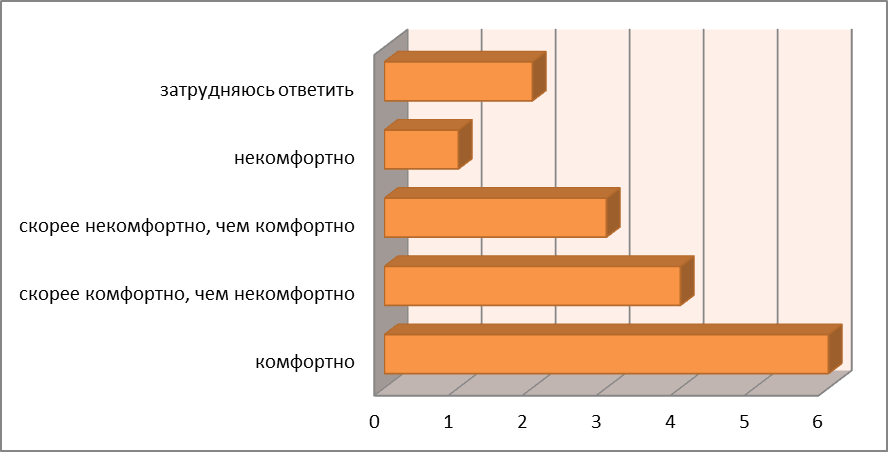 затрудняюсь ответить
некомфортно
скорее некомфортно, чем комфортно
скорее комфортно, чем некомфортно
комфортно
0 1 2 3 4 5 6